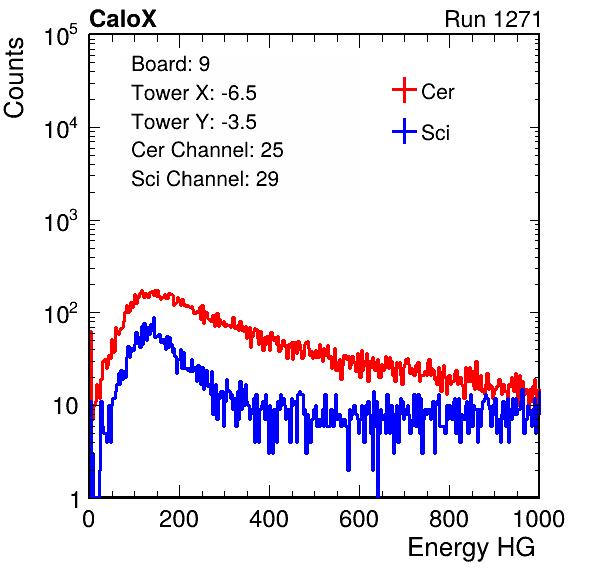 CaloX Run 1271
Counts
Board: 9
Tower X: -6.5
Tower Y: -3.5
Cer Channel: 25
Sci Channel: 29
Cer
Sci
10^5
10^4
10^3
10^2
10
1
0 200 400 600 800 1000
Energy HG